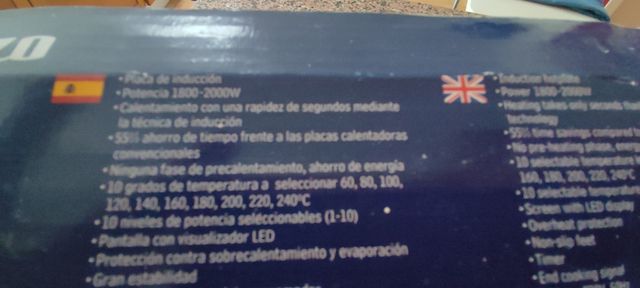 • Placa de inducción
• Potencia 1800-2000W
• Calentamiento con una rapidez de segundos mediante
la técnica de inducción
• 55% ahorro de tiempo frente a las placas calentadoras
convencionales
• Ninguna fase de precalentamiento, ahorro de energía
• 10 grados de temperatura a seleccionar 60, 80, 100,
120, 140, 160, 180, 200, 220, 240°C
• 10 niveles de potencia seleccionables (1-10)
• Pantalla con visualizador LED
• Protección contra sobrecalentamiento y evaporación
• Gran estabilidad
• Induction
• Power 1800-2000W
• Heating takes only seconds
technology
• 55% time savings compared
• No pre-heating phase,
• 10 selectable temperature
160, 180, 200, 220, 240°C
• 10 selectable
• Screen with LED display
• Overheat protection
• Non-slip feet
• Timer
• End cooking signal